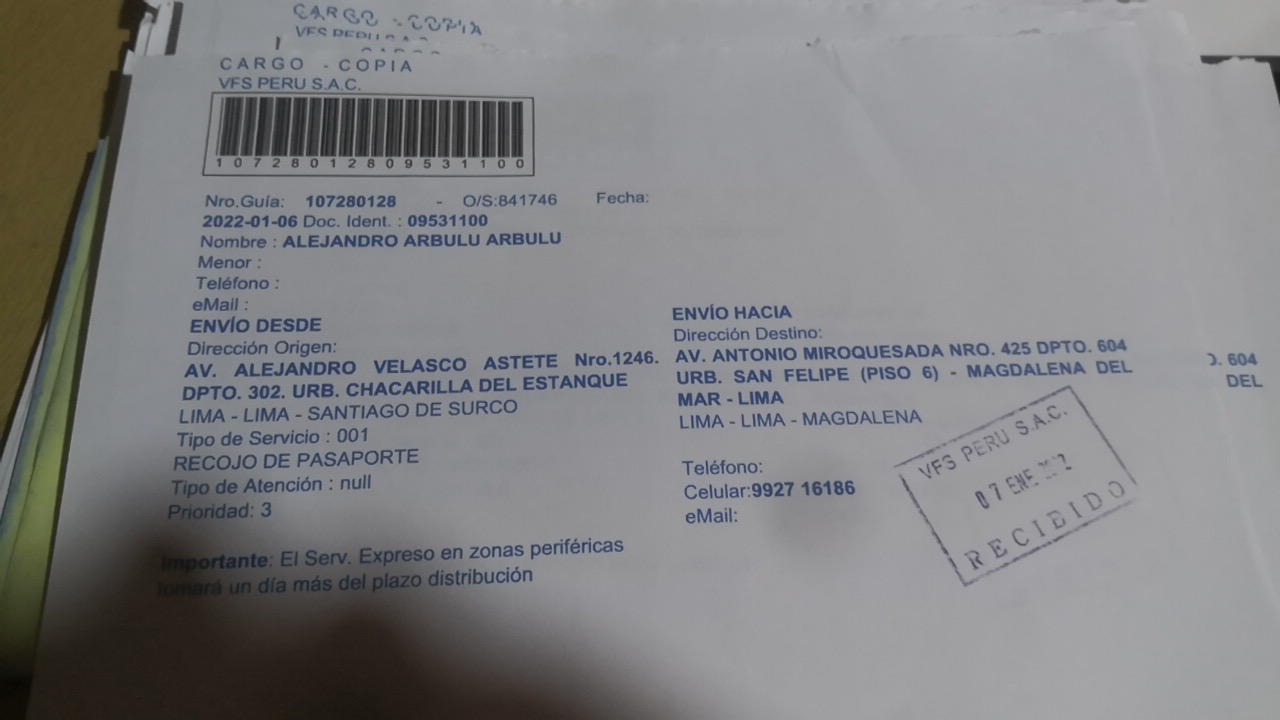 CARGO - COPIA
VFS PERU S.A.C.
CARGO - COPIA
VFS PERU S.A.C.
10728012809531100
Nro.Guía: 107280128 - O/S:841746 Fecha:
2022-01-06 Doc. Ident. : 09531100
Nombre : ALEJANDRO ARBULU ARBULU
Menor :
Teléfono :
eMail :
ENVÍO DESDE
Dirección Origen:
AV. ALEJANDRO VELASCO ASTETE Nro.1246.
DPTO. 302. URB. CHACARILLA DEL ESTANQUE
LIMA - LIMA - SANTIAGO DE SURCO
Tipo de Servicio : 001
RECOJO DE PASAPORTE
Tipo de Atención : null
Prioridad: 3
Importante: El Serv. Expreso en zonas periféricas
tomará un día más del plazo distribución
ENVÍO HACIA
Dirección Destino:
AV. ANTONIO MIROQUESADA NRO. 425 DPTO. 604
URB. SAN FELIPE (PISO 6) - MAGDALENA DEL
MAR - LIMA
LIMA - LIMA - MAGDALENA
Teléfono:
Celular:9927 16186
eMail:
VFS PERU S.A.C.
07 ENE
RECIBIDO
O. 604
DEL